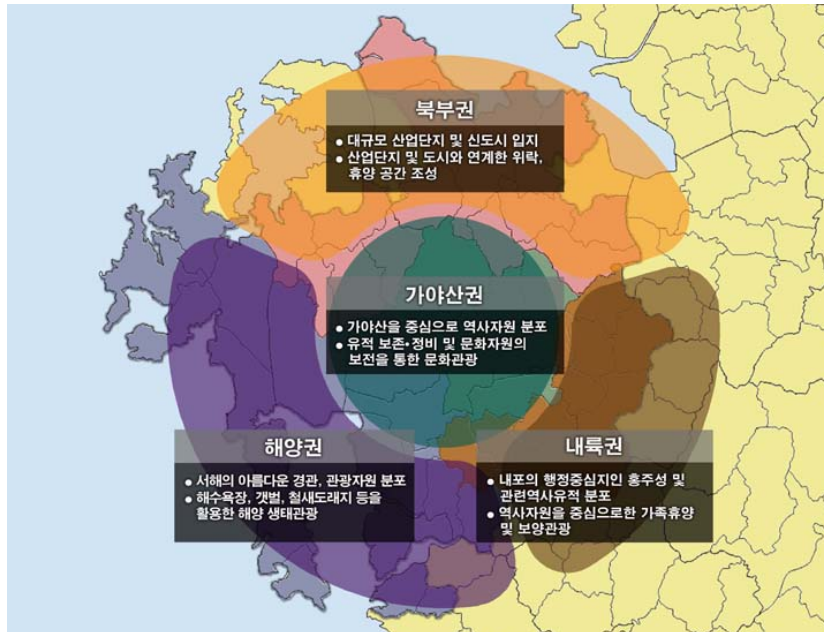 북부권
● 대규모 산업단지 및 신도시 입지
● 산업단지 및 도시와 연계한 위락,
휴양 공간 조성
가야산권
● 가야산을 중심으로 역사자원 분포
● 유적 보존•정비 및 문화자원의
보전을 통한 문화관광
해양권
● 서해의 아름다운 경관, 관광자원 분포
● 해수욕장, 갯벌, 철새도래지 등을
활용한 해양 생태관광
내륙권
● 내포의 행정중심지인 홍주성 및
관련역사유적 분포
● 역사자원을 중심으로한 가족휴양
및 보양관광